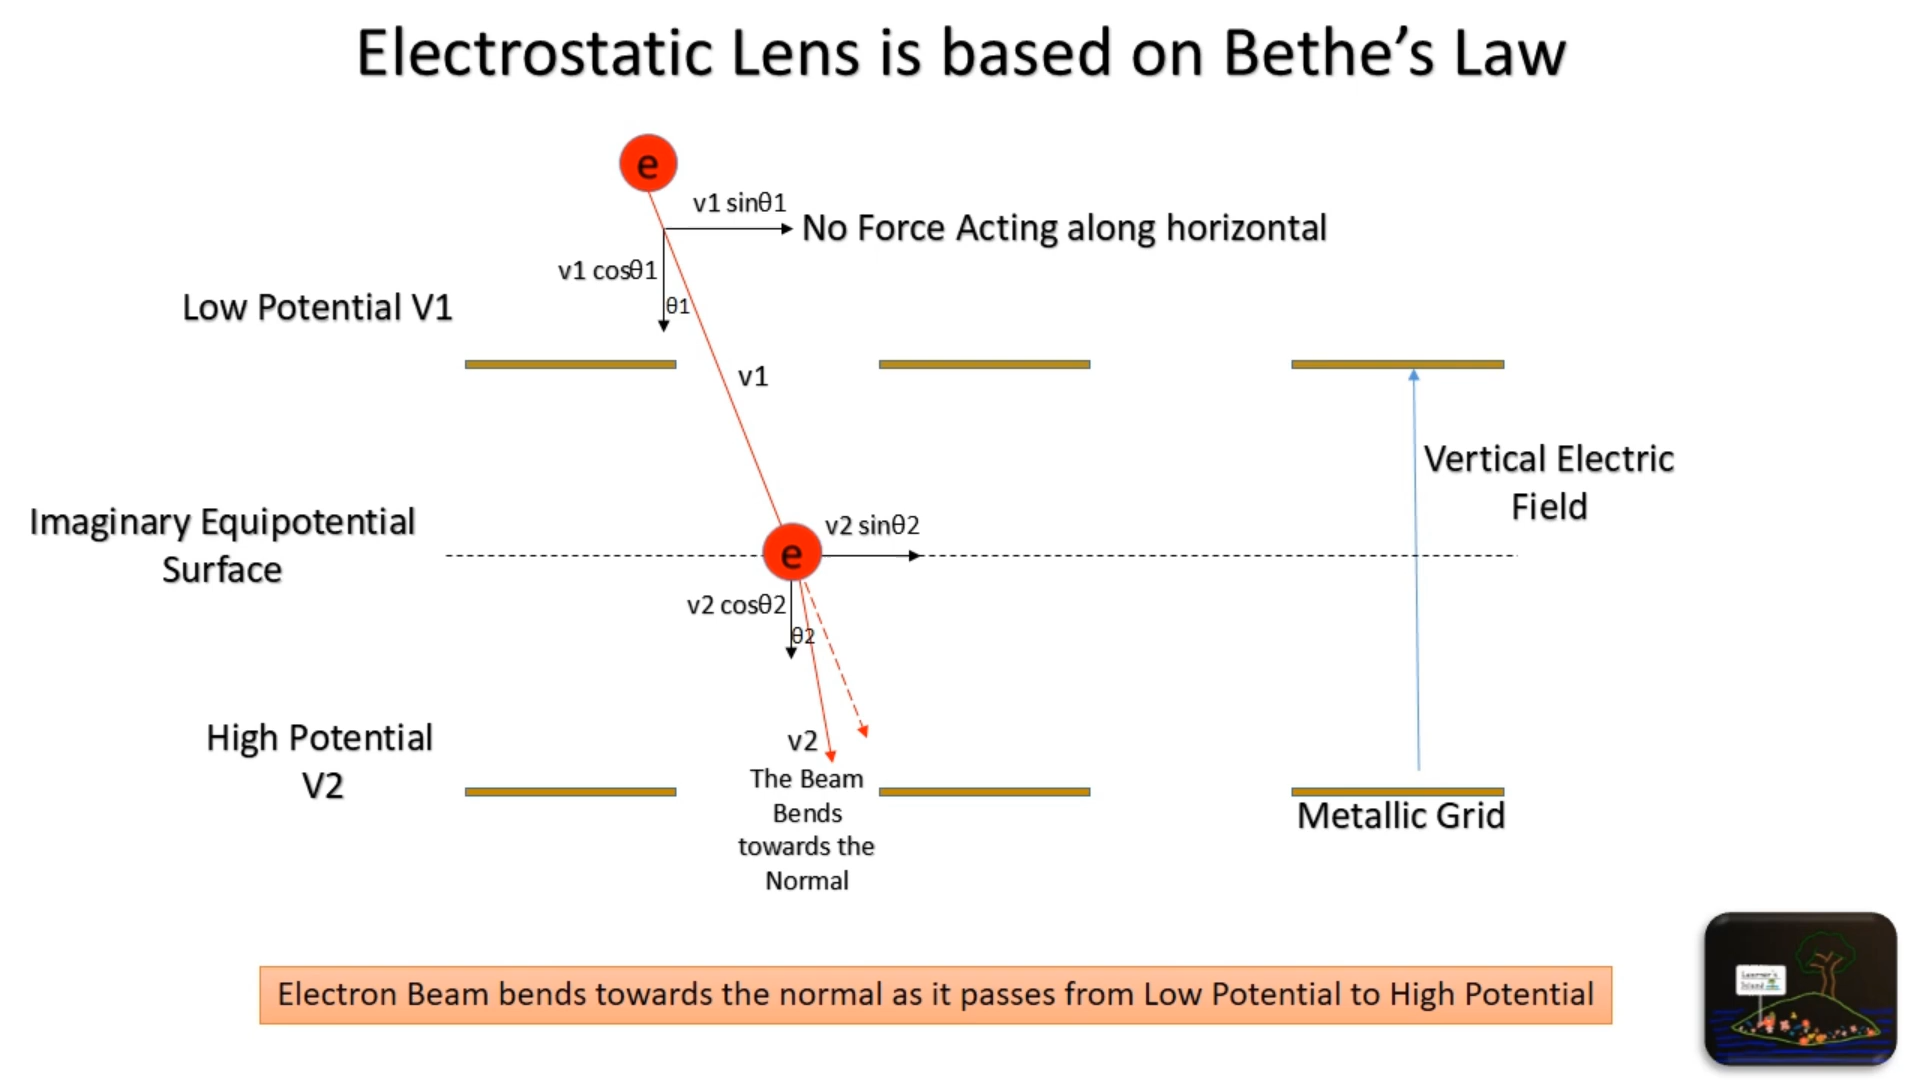 Electrostatic Lens is based on Bethe's Law
e
v1 sinθ1
No Force Acting along horizontal
v1 cosθ1
θ1
Low Potential V1
v1
Vertical Electric
Field
Imaginary Equipotential
Surface
e
v2 sinθ2
v2 cosθ2
θ2
High Potential
V2
v2
The Beam
Bends
towards the
Normal
Metallic Grid
Electron Beam bends towards the normal as it passes from Low Potential to High Potential
Learner's
Island